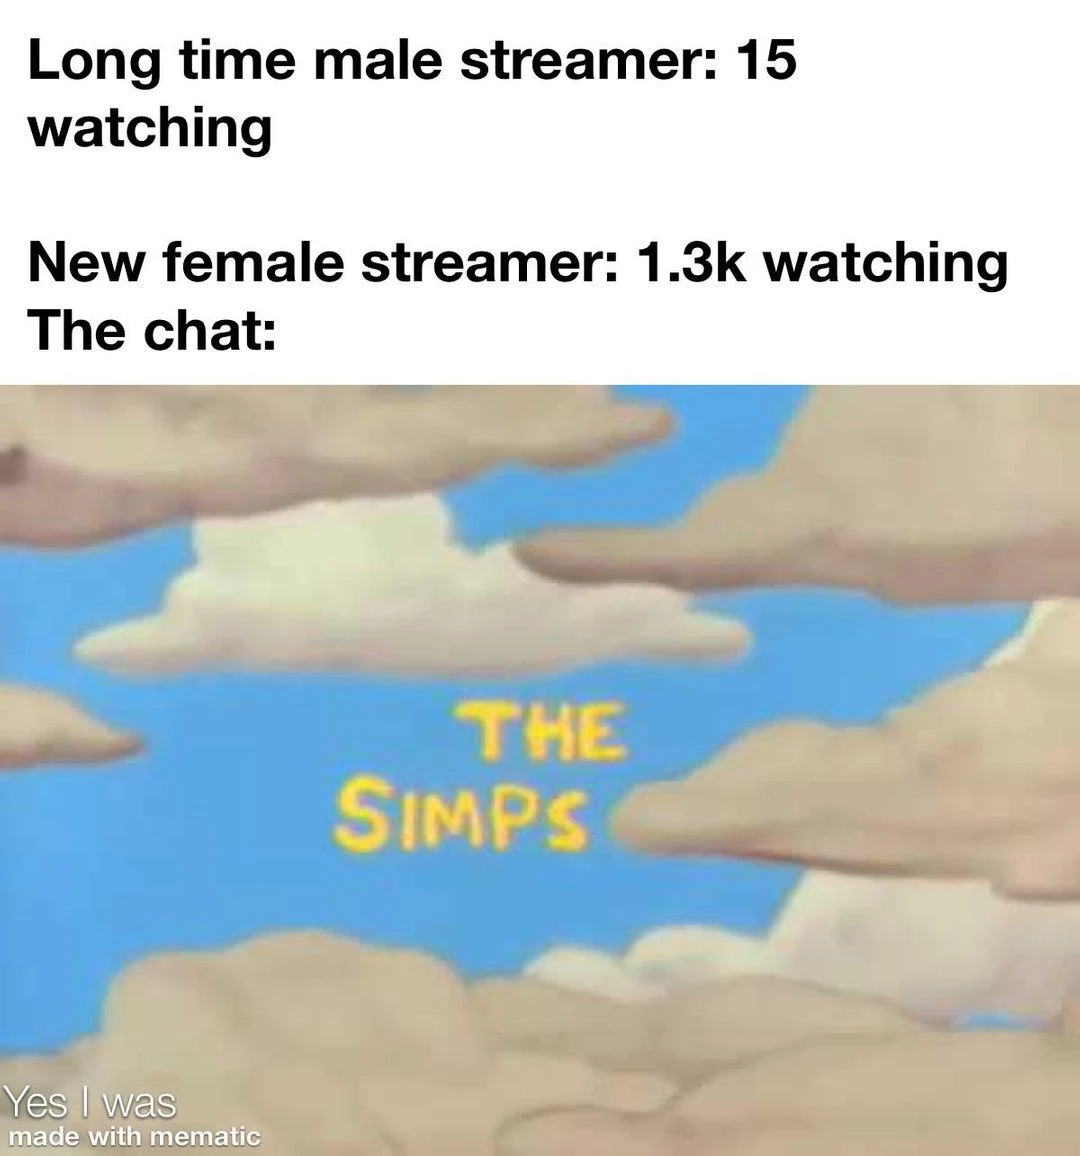 Long time male streamer: 15
watching
New female streamer: 1.3k watching
The chat:
THE
SIMPS
Yes I was
made with mematic